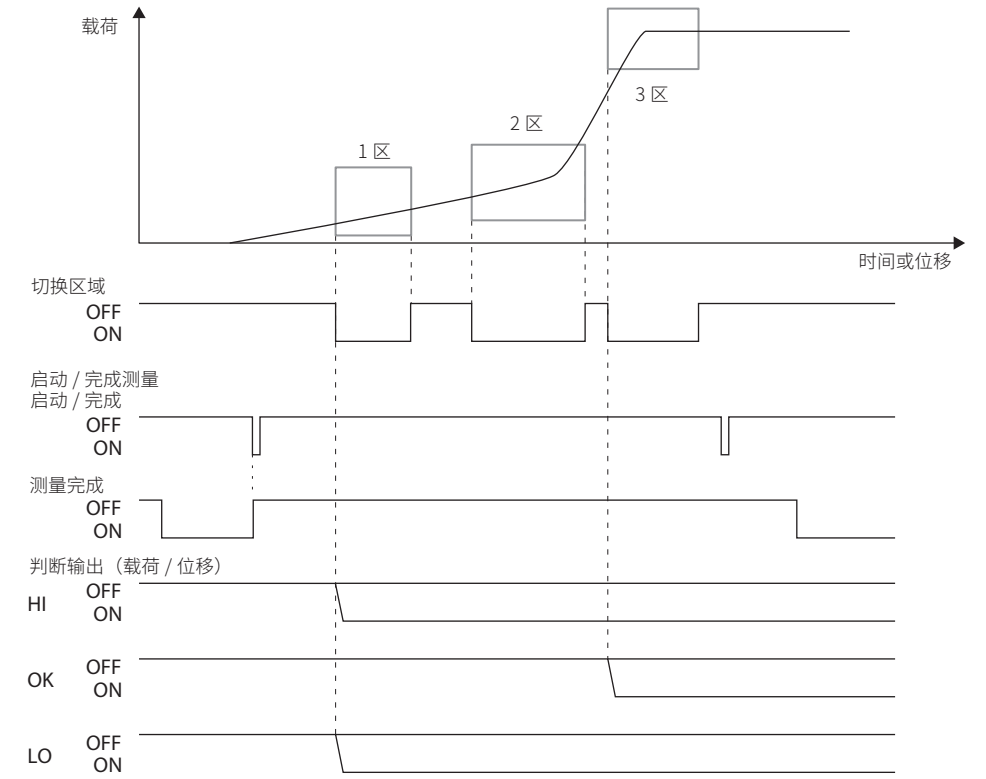 载荷
3 区
2 区
1 区
时间或位移
切换区域
OFF
ON
启动 / 完成测量
启动 / 完成
OFF
ON
测量完成
OFF
ON
判断输出（载荷 / 位移）
HI
OFF
ON
OK
OFF
ON
LO
OFF
ON